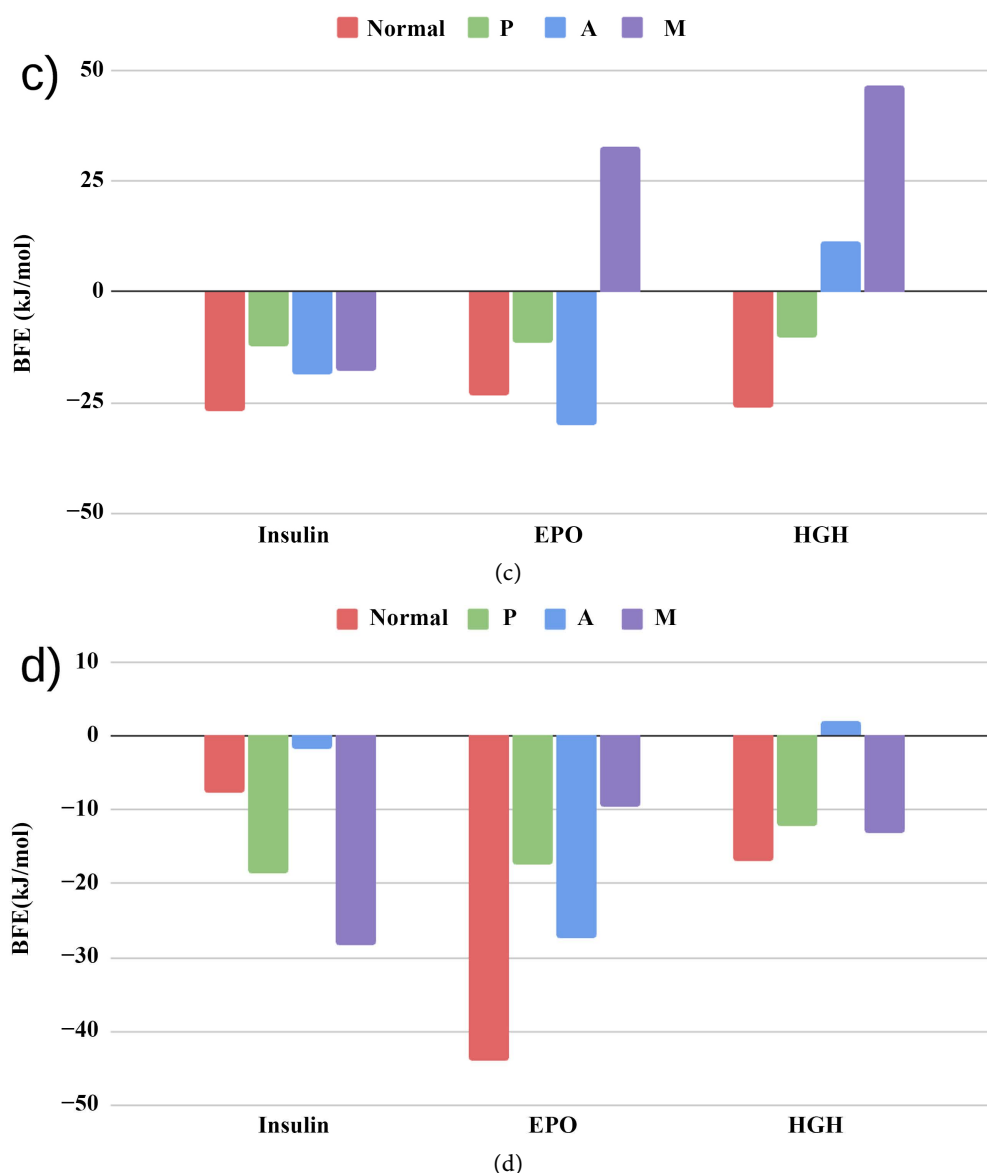 Normal P A M
c)
50
25
0
−25
−50
BFE (kJ/mol)
Insulin EPO HGH
(c)
Normal P A M
d)
10
0
−10
−20
−30
−40
−50
BFE(kJ/mol)
Insulin EPO HGH
(d)